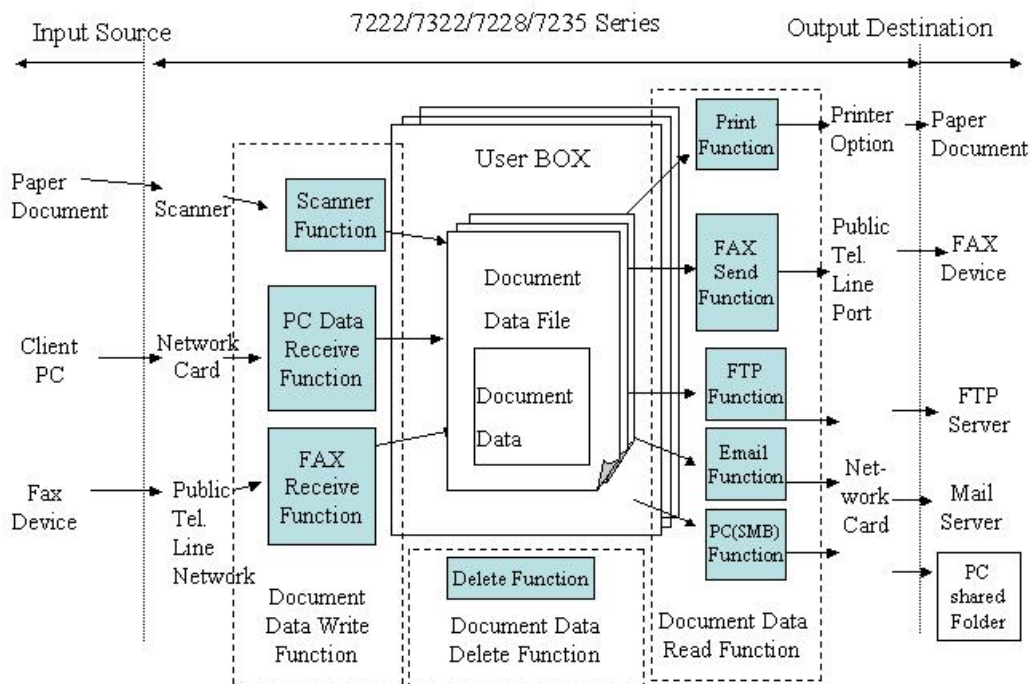 7222/7322/7228/7235 Series
Input Source
Output Destination
Paper
Document
Scanner
Scanner
Function
Client
PC
Network
Card
PC Data
Receive
Function
Fax
Device
Public
Tel.
Line
Network
FAX
Receive
Function
Document
Data Write
Function
User BOX
Document
Data File
Document
Data
Delete Function
Document Data
Delete Function
Print
Function
FAX
Send
Function
FTP
Function
Email
Function
PC(SMB)
Function
Document Data
Read Function
Printer
Option
Public
Tel.
Line
Port
Net-
work
Card
Paper
Document
FAX
Device
FTP
Server
Mail
Server
PC
shared
Folder